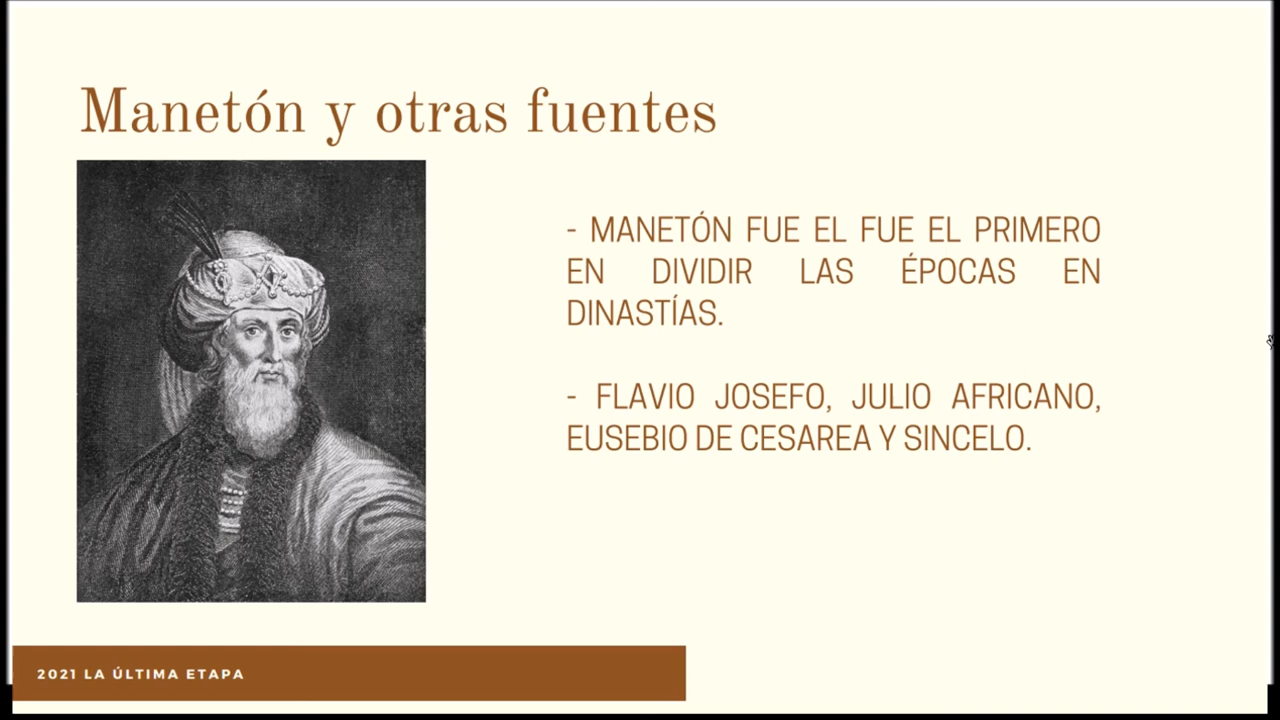 Manetón y otras fuentes
- MANETÓN FUE EL FUE EL PRIMERO
EN DIVIDIR LAS ÉPOCAS EN
DINASTÍAS.
- FLAVIO JOSEFO, JULIO AFRICANO,
EUSEBIO DE CESAREA Y SINCELO.
2021 LA ÚLTIMA ETAPA